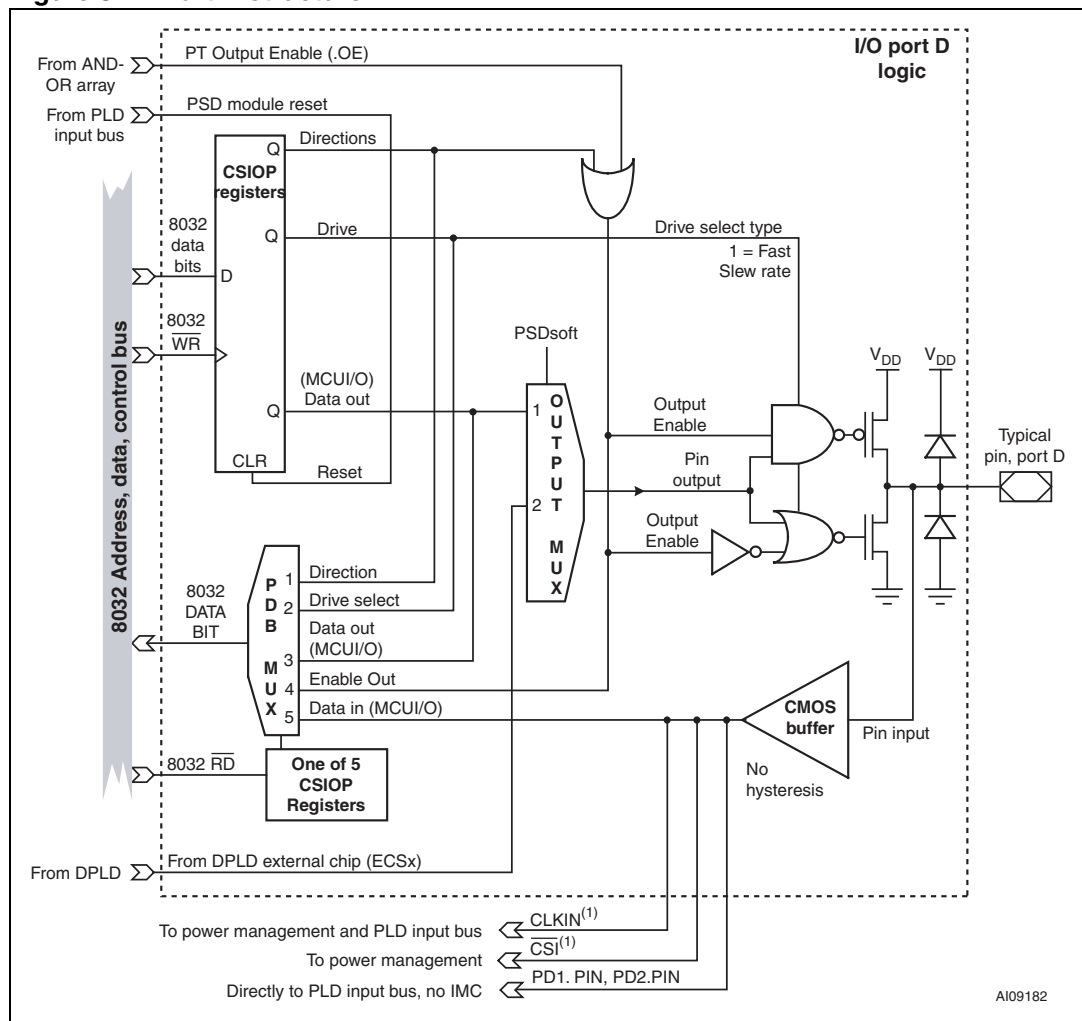 I/O port D
logic
PT Output Enable (.OE)
From AND-
OR array
PSD module reset
From PLD
input bus
Directions
Q
CSIOP
registers
8032
data
bits
Q
Drive
Drive select type
1 = Fast
Slew rate
D
8032
WR
PSDsoft
VDD
VDD
(MCUI/O)
Data out
Q
1
OUTPUT MUX
Output
Enable
Typical
pin, port D
CLR
Reset
Pin
output
2
Output
Enable
8032 Address, data, control bus
PDB MUX
1
Direction
2
Drive select
8032
DATA
BIT
Data out
(MCUI/O)
3
4
Enable Out
5
Data in (MCUI/O)
CMOS
buffer
Pin input
No
hysteresis
8032 RD
One of 5
CSIOP
Registers
From DPLD
From DPLD external chip (ECSx)
To power management and PLD input bus
CLKIN(1)
To power management
CSI(1)
Directly to PLD input bus, no IMC
PD1. PIN, PD2.PIN
AI09182